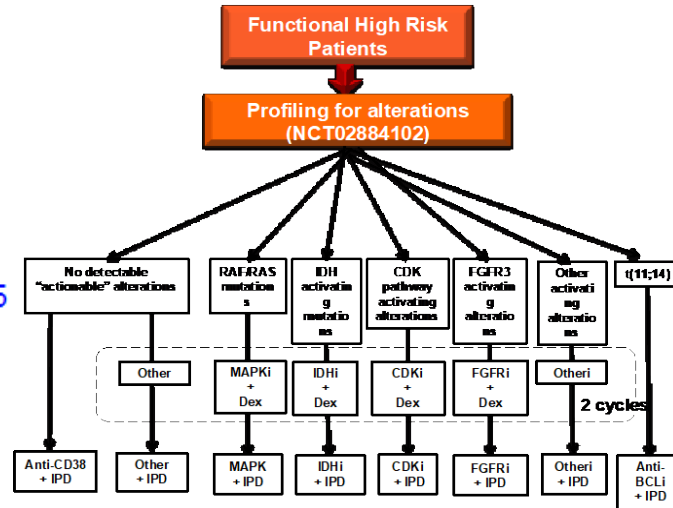 Functional High Risk
Patients
Profiling for alterations
(NCT02884102)
No detectable
"actionable" alterations
RAF/RAS
mutation
s
IDH
activatin
g
mutatio
ns
CDK
pathway
activating
alterations
FGFR3
activatin
g
alteratio
ns
Other
activati
ng
alteratio
ns
t(11;14)
5
Other
MAPKi
+
Dex
IDHi
+
Dex
CDKi
+
Dex
FGFRi
+
Dex
Otheri
2 cycles
Anti-CD38
+ IPD
Other
+ IPD
MAPK
+ IPD
IDHi
+ IPD
CDKi
+ IPD
FGFRi
+ IPD
Otheri
+ IPD
Anti-
BCLi
+ IPD